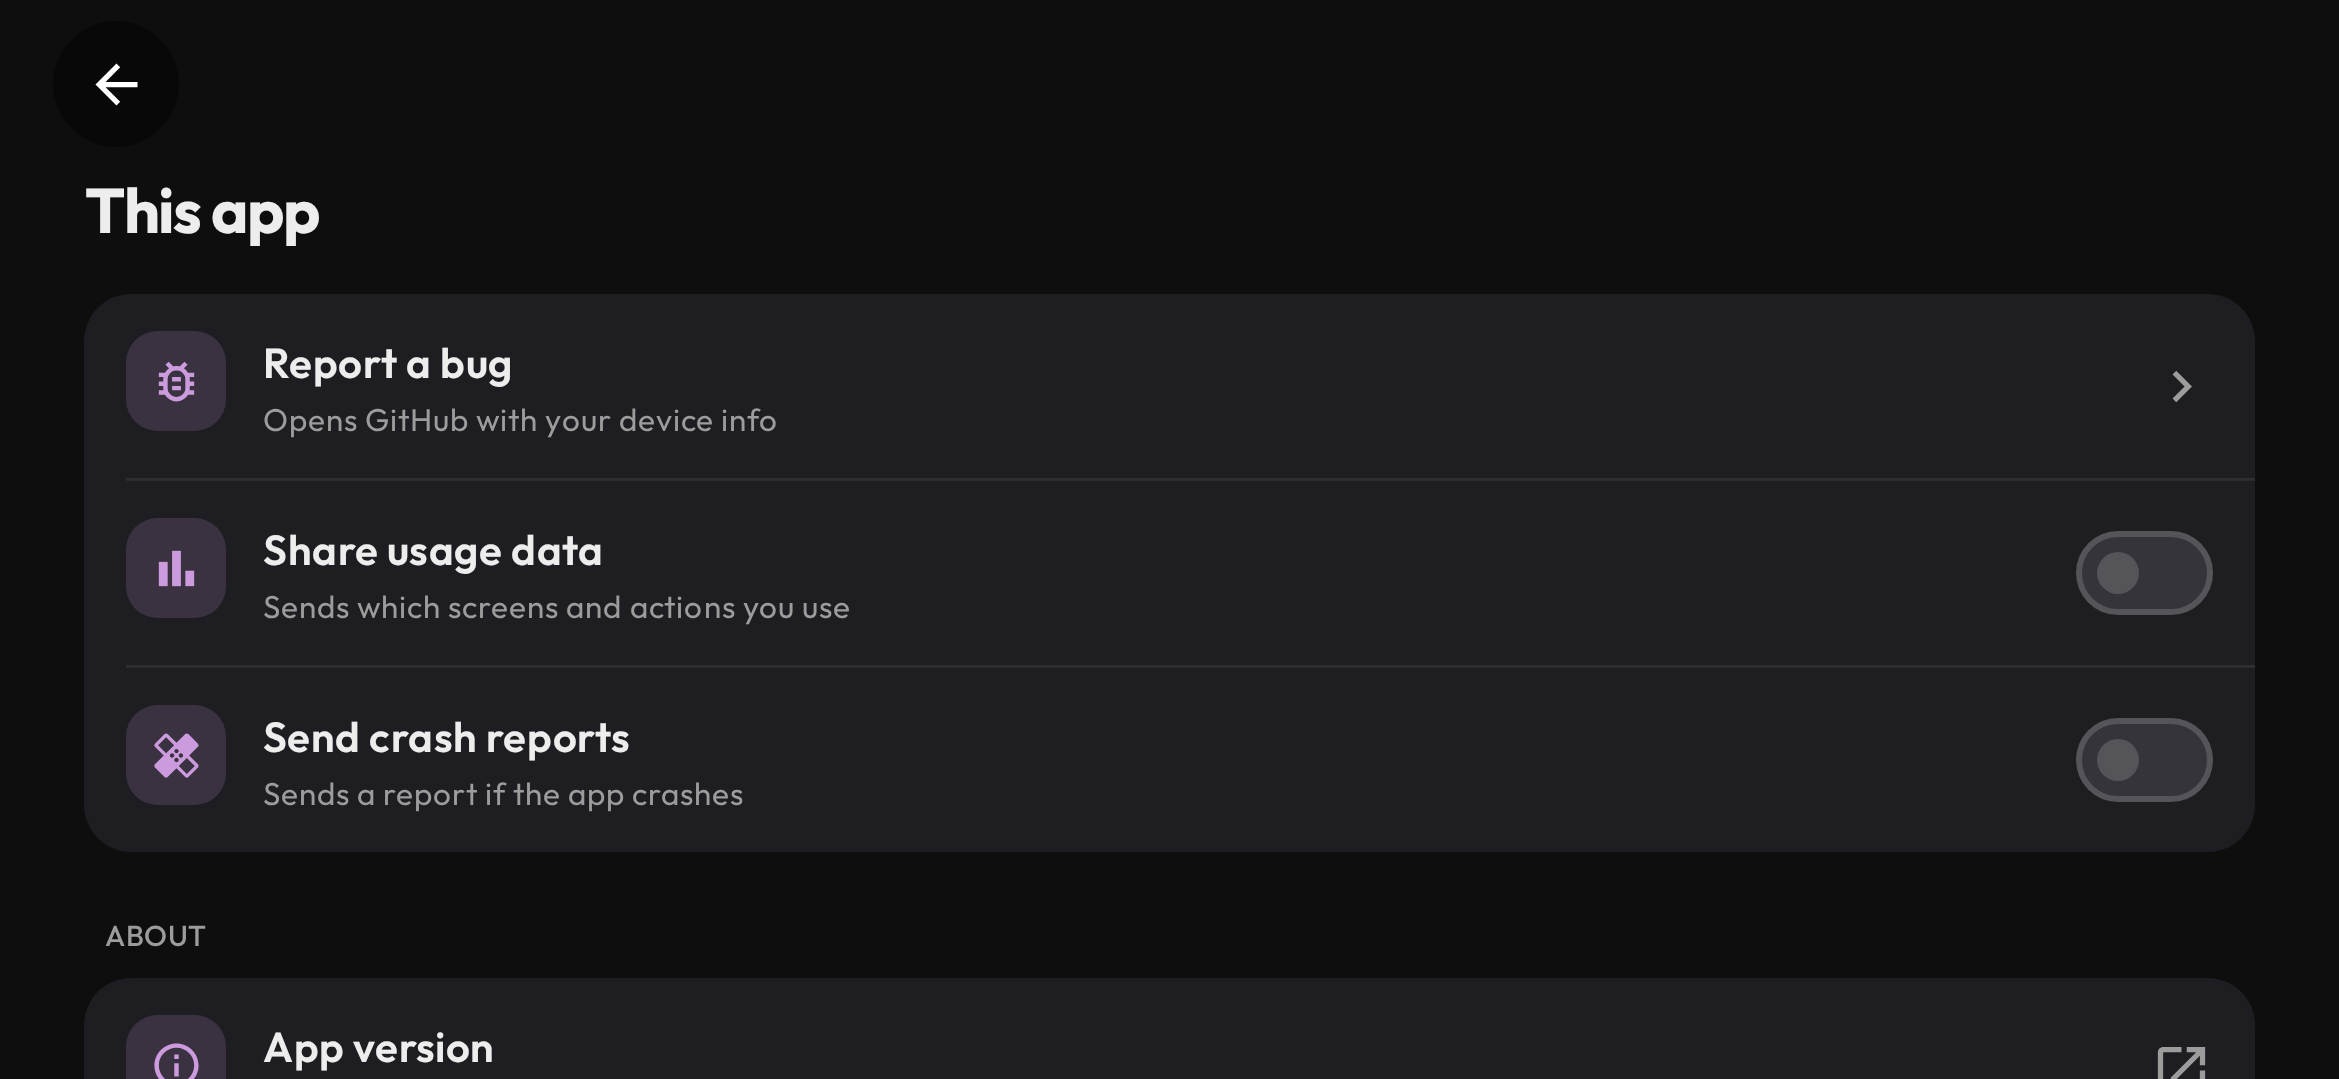 This app
Report a bug
Opens GitHub with your device info
Share usage data
Sends which screens and actions you use
Send crash reports
Sends a report if the app crashes
ABOUT
App version